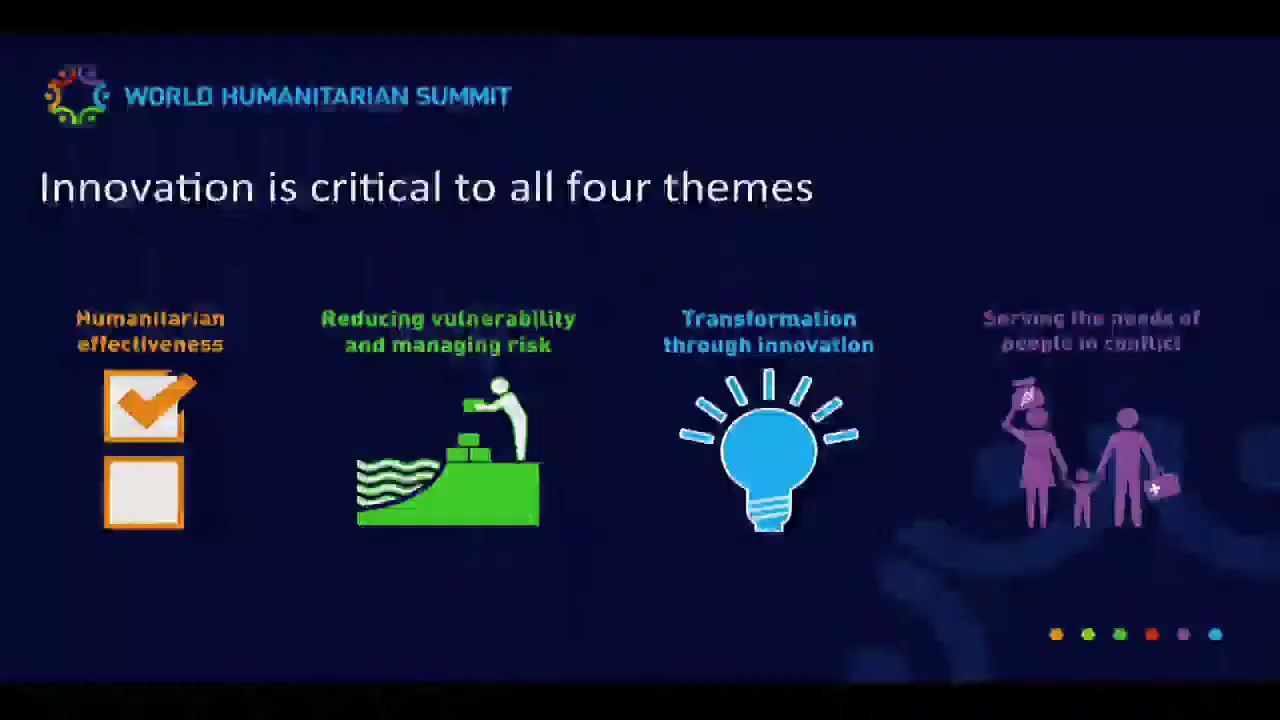 WORLD HUMANITARIAN SUMMIT
Innovation is critical to all four themes
Humanitarian
effectiveness
Reducing vulnerability
and managing risk
Transformation
through innovation
Serving the needs of
people in conflict